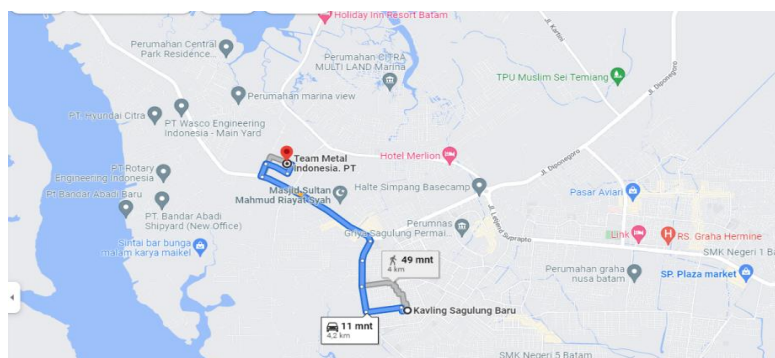 Holiday Inn Resort Batam
Perumahan Central
Park Residence...
Perumahan CITRA
MULTI LAND Marina
Jl. Kartini
TPU Muslim Sei Temiang
Jl. Diponegoro
Perumahan marina view
PT. Hyundai Citra
PT Wasco Engineering
Indonesia - Main Yard
Team Metal
Indonesia. PT
Hotel Merlion
Jl. Diponegoro
PT Rotary
Engineering Indonesia
Pt Bandar Abadi Baru
PT. Bandar Abadi
Shipyard (New Office)
Masjid Sultan
Mahmud Riayat Syah
Halte Simpang Basecamp
Pasar Aviari
Jl. Letjend Suprapto
Perumnas
Griya Sagulung Permai
Link
RS. Graha Hermine
SMK Negeri 1 B
Santai bar bunga
malam karya maikel
49 mnt
4 km
Perumahan graha
nusa batam
SP. Plaza market
Kavling Sagulung Baru
11 mnt
4,2 km
SMK Negeri 5 Batam